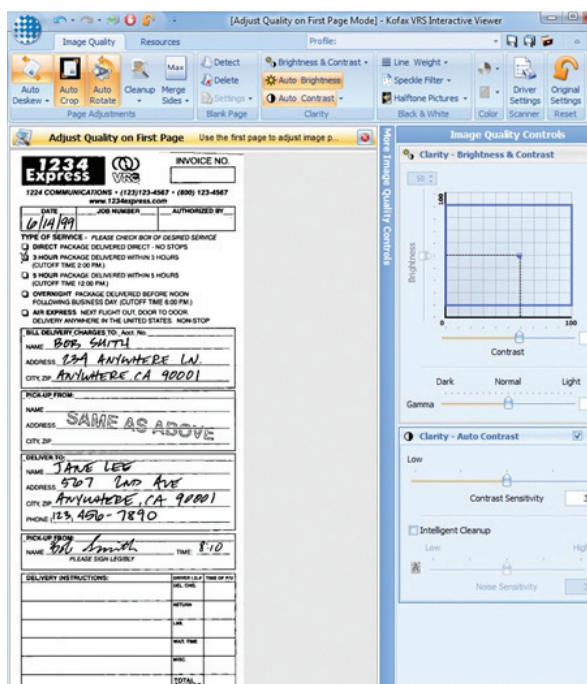 [Adjust Quality on First Page Mode] - Kofax VRS Interactive Viewer
Image Quality
Resources
Profile:
Auto Deskew
Auto Crop
Auto Rotate
Cleanup
Merge Sides
Max
Page Adjustments
Detect
Delete
Settings
Blank Page
Brightness & Contrast
Auto Brightness
Auto Contrast
Clarity
Line Weight
Speckle Filter
Halftone Pictures
Black & White
Color
Driver Settings
Scanner
Original Settings
Reset
Adjust Quality on First Page Use the first page to adjust image p...
1234
Express
VRS
INVOICE NO.
1224 COMMUNICATIONS • (123)123-4567 • (800) 123-4567
www.1234express.com
DATE JOB NUMBER AUTHORIZED BY
6/14/99
TYPE OF SERVICE - PLEASE CHECK BOX OF DESIRED SERVICE
DIRECT PACKAGE DELIVERED DIRECT - NO STOPS
3 HOUR PACKAGE DELIVERED WITHIN 3 HOURS
(CUTOFF TIME 2:00 PM.)
5 HOUR PACKAGE DELIVERED WITHIN 5 HOURS
(CUTOFF TIME 12:00 PM.)
OVERNIGHT PACKAGE DELIVERED BEFORE NOON
FOLLOWING BUSINESS DAY (CUTOFF TIME 6:00 PM.)
AIR EXPRESS NEXT FLIGHT OUT, DOOR TO DOOR.
DELIVERY ANYWHERE IN THE UNITED STATES. NON-STOP
BILL DELIVERY CHARGES TO: Acct. No.
NAME BOB SMITH
ADDRESS 234 ANYWHERE LN.
CITY, ZIP ANYWHERE, CA 90001
PICK-UP FROM:
NAME
ADDRESS SAME AS ABOVE
CITY, ZIP
DELIVER TO:
NAME JANE LEE
ADDRESS 567 2ND AVE
CITY, ZIP ANYWHERE, CA 90001
PHONE (123) 456-7890
PICK-UP FROM:
NAME Bob Smith TIME: 8:10
PLEASE SIGN LEGIBLY
DELIVERY INSTRUCTIONS:
TIME OF P/U
DEL. CHG.
RETURN
WAIT. TIME
MISC.
TOTAL
More Image Quality Controls
Image Quality Controls
Clarity - Brightness & Contrast
50
100
Brightness
0
100
Contrast
Dark Normal Light
Gamma
Clarity - Auto Contrast
Low
Contrast Sensitivity
Intelligent Cleanup
Low
High
Noise Sensitivity